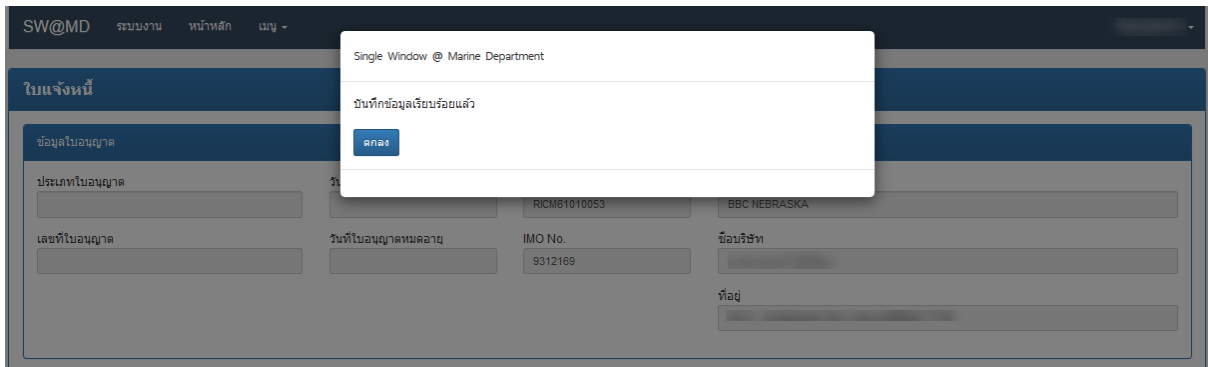 SW@MD ระบบงาน หน้าหลัก เมนู
Single Window @ Marine Department
บันทึกข้อมูลเรียบร้อยแล้ว
ตกลง
ใบแจ้งหนี้
ข้อมูลใบอนุญาต
ประเภทใบอนุญาต
RICM61010053 BBC NEBRASKA
เลขที่ใบอนุญาต วันที่ใบอนุญาตหมดอายุ IMO No. ชื่อบริษัท
9312169
ที่อยู่